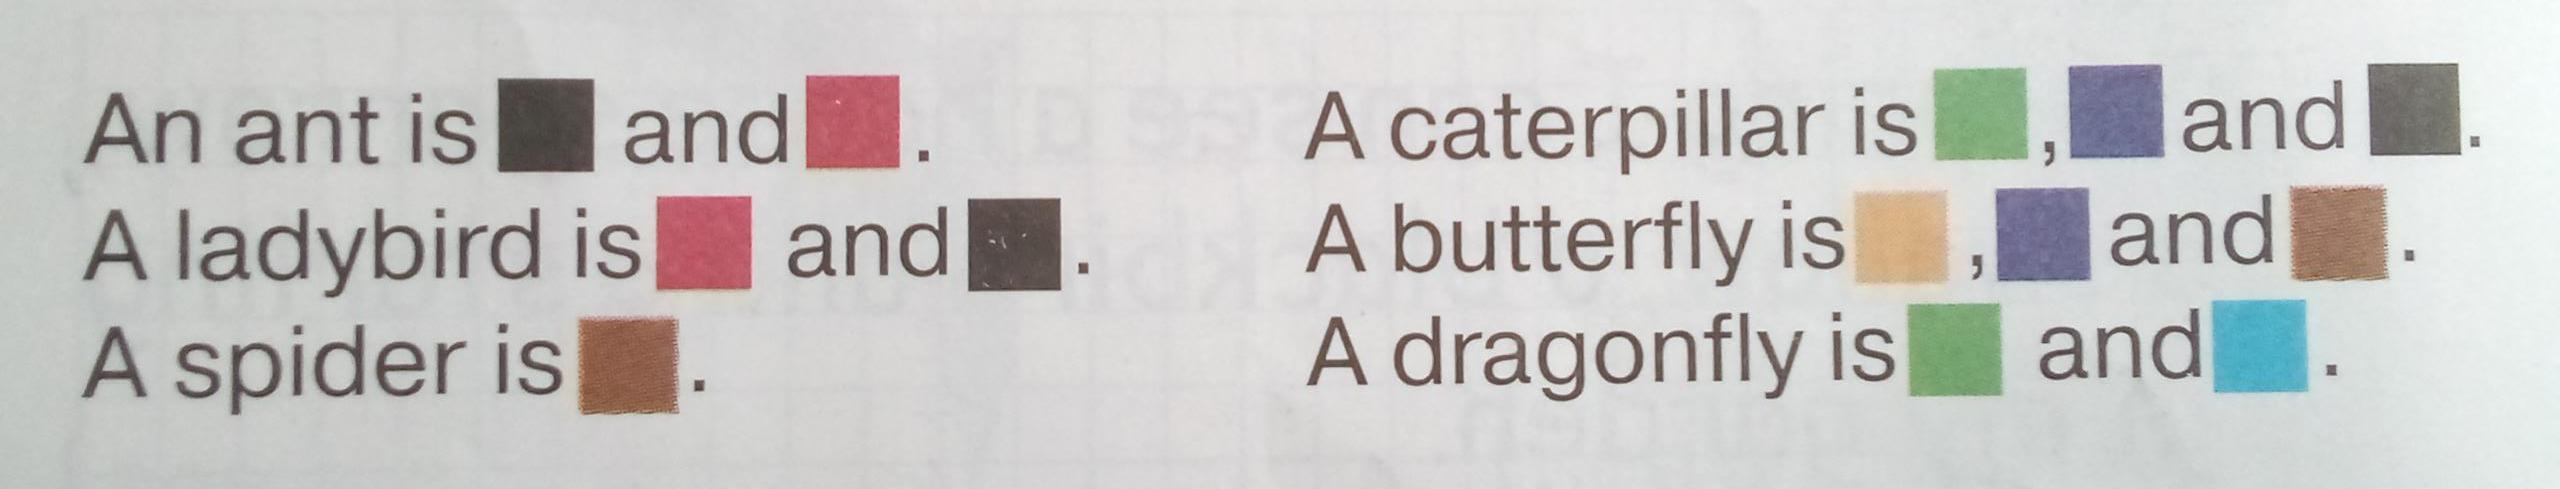 An ant is and .
A ladybird is and .
A spider is .
A caterpillar is , and .
A butterfly is , and .
A dragonfly is and .